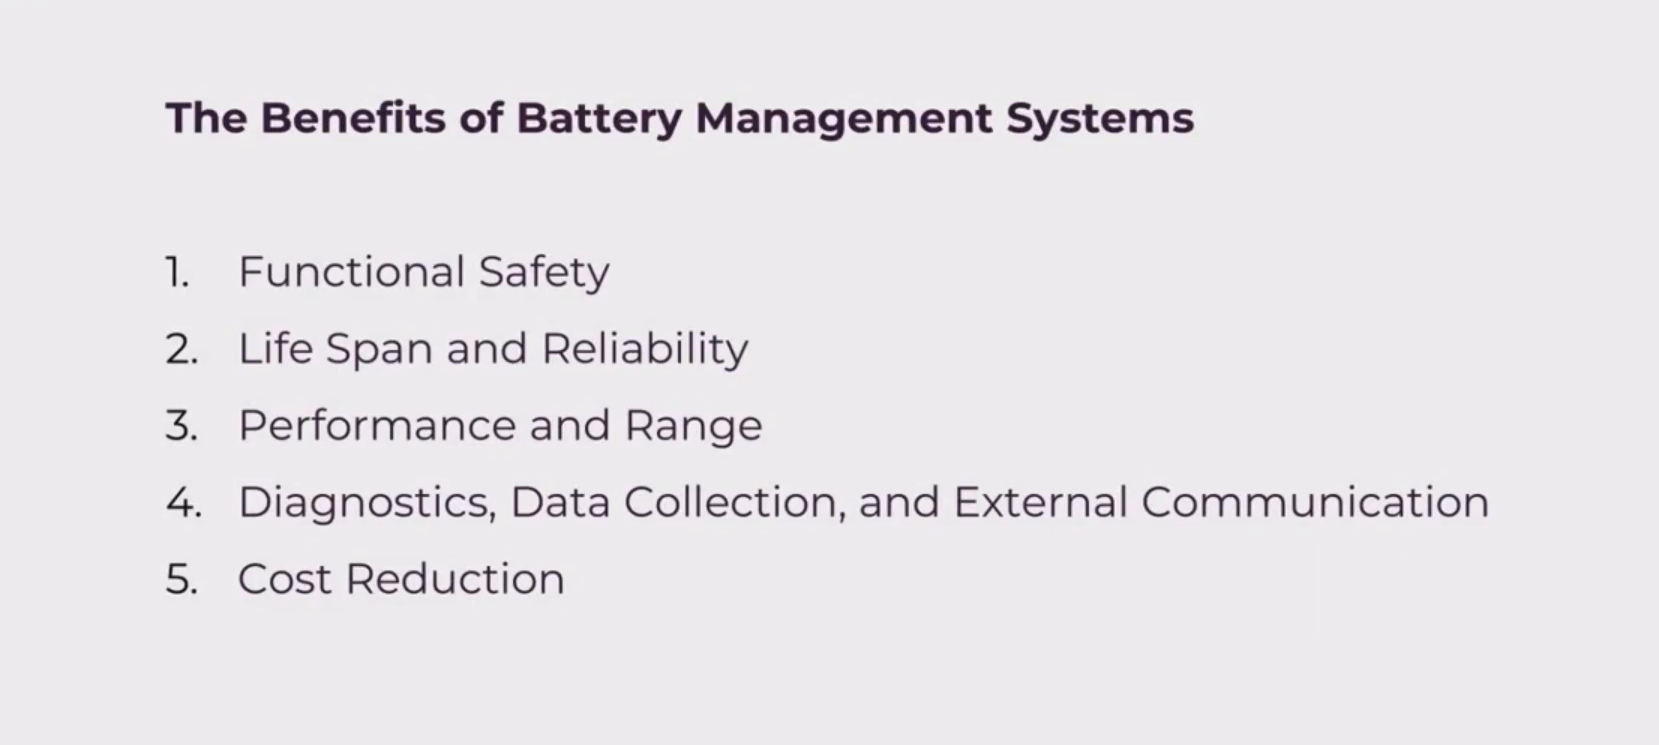 The Benefits of Battery Management Systems
1. Functional Safety
2. Life Span and Reliability
3. Performance and Range
4. Diagnostics, Data Collection, and External Communication
5. Cost Reduction